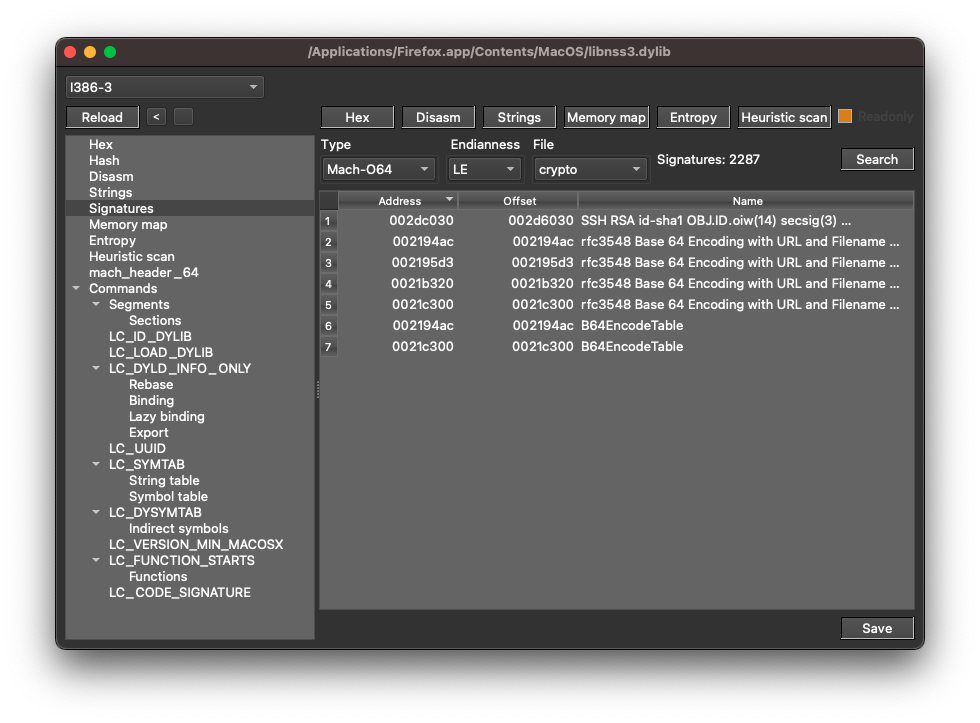 /Applications/Firefox.app/Contents/MacOS/libnss3.dylib
I386-3
Reload <
Hex Disasm Strings Memory map Entropy Heuristic scan Readonly
Type Endianness File
Mach-O64 LE crypto Signatures: 2287 Search
Hex
Hash
Disasm
Strings
Signatures
Memory map
Entropy
Heuristic scan
mach_header_64
Commands
Segments
Sections
LC_ID_DYLIB
LC_LOAD_DYLIB
LC_DYLD_INFO_ONLY
Rebase
Binding
Lazy binding
Export
LC_UUID
LC_SYMTAB
String table
Symbol table
LC_DYSYMTAB
Indirect symbols
LC_VERSION_MIN_MACOSX
LC_FUNCTION_STARTS
Functions
LC_CODE_SIGNATURE
Address Offset Name
1 002dc030 002d6030 SSH RSA id-sha1 OBJ.ID.oiw(14) secsig(3) ...
2 002194ac 002194ac rfc3548 Base 64 Encoding with URL and Filename ...
3 002195d3 002195d3 rfc3548 Base 64 Encoding with URL and Filename ...
4 0021b320 0021b320 rfc3548 Base 64 Encoding with URL and Filename ...
5 0021c300 0021c300 rfc3548 Base 64 Encoding with URL and Filename ...
6 002194ac 002194ac B64EncodeTable
7 0021c300 0021c300 B64EncodeTable
Save